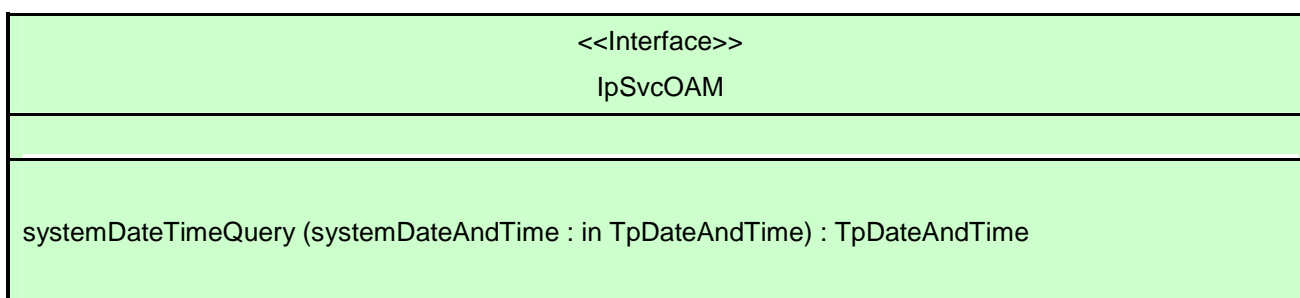 <<Interface>>
IpSvcOAM
systemDateTimeQuery (systemDateAndTime : in TpDateAndTime) : TpDateAndTime